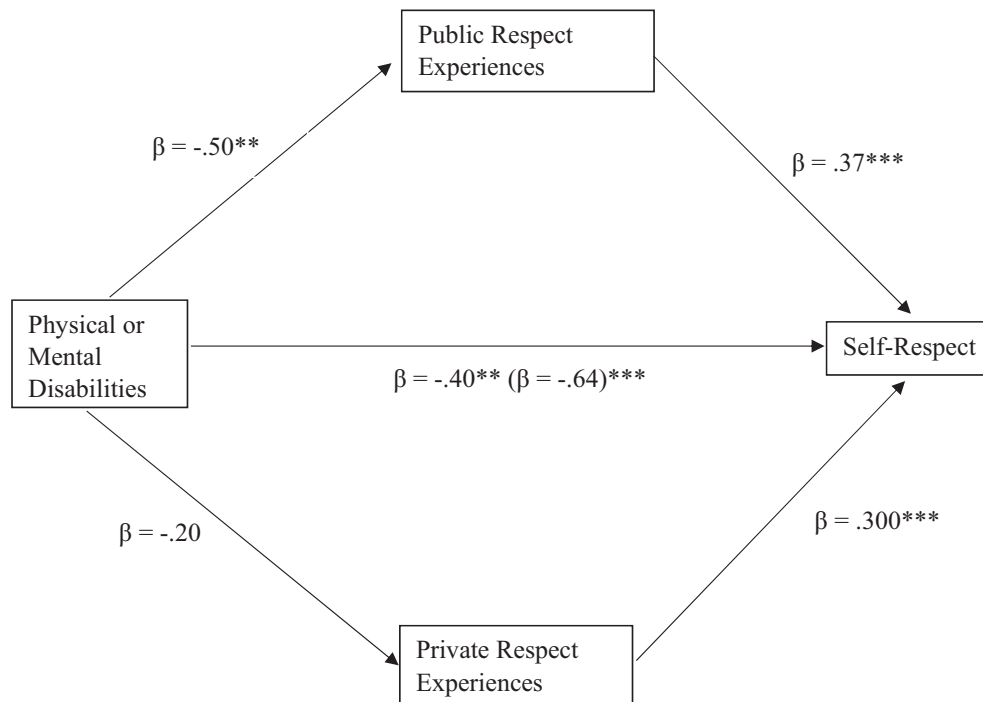 Public Respect
Experiences
β = -.50**
β = .37***
Physical or
Mental
Disabilities
Self-Respect
β = -.40** (β = -.64)***
β = -.20
β = .300***
Private Respect
Experiences